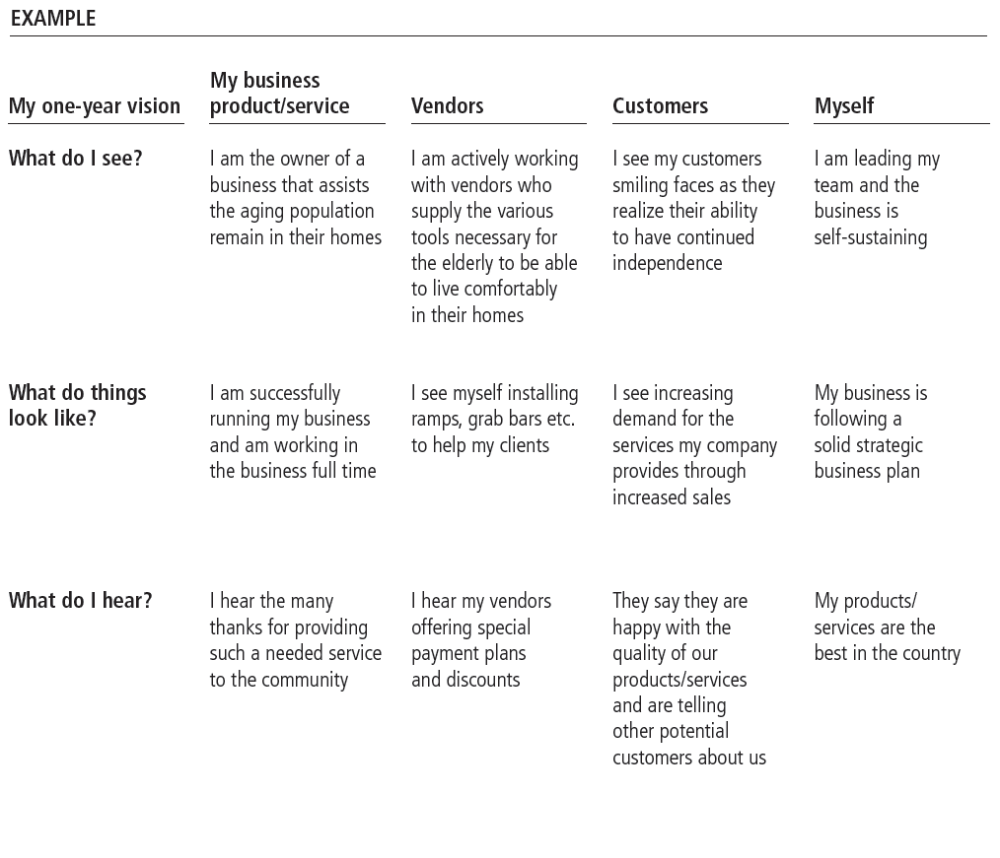 EXAMPLE
My one-year vision
My business
product/service
Vendors
Customers
Myself
What do I see?
I am the owner of a
business that assists
the aging population
remain in their homes
I am actively working
with vendors who
supply the various
tools necessary for
the elderly to be able
to live comfortably
in their homes
I see my customers
smiling faces as they
realize their ability
to have continued
independence
I am leading my
team and the
business is
self-sustaining
What do things
look like?
I am successfully
running my business
and am working in
the business full time
I see myself installing
ramps, grab bars etc.
to help my clients
I see increasing
demand for the
services my company
provides through
increased sales
My business is
following a
solid strategic
business plan
What do I hear?
I hear the many
thanks for providing
such a needed service
to the community
I hear my vendors
offering special
payment plans
and discounts
They say they are
happy with the
quality of our
products/services
and are telling
other potential
customers about us
My products/
services are the
best in the country